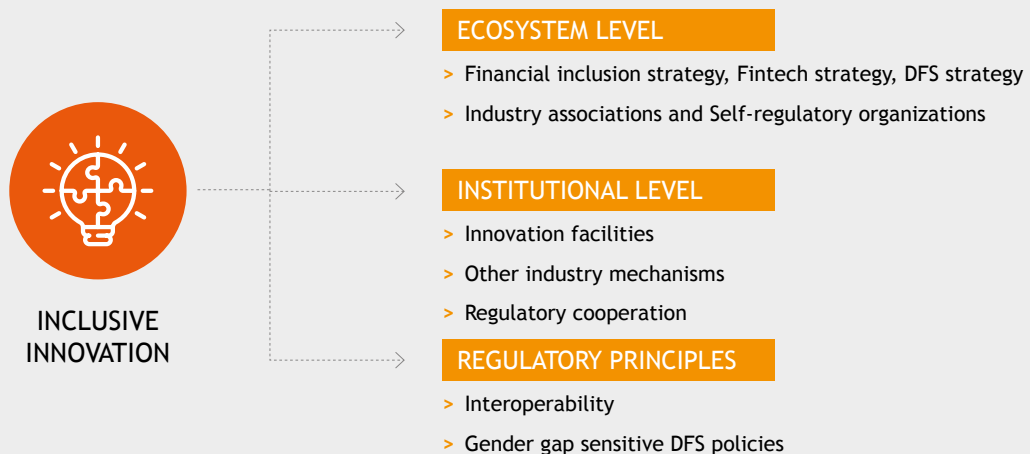 ECOSYSTEM LEVEL
> Financial inclusion strategy, Fintech strategy, DFS strategy
> Industry associations and Self-regulatory organizations
INSTITUTIONAL LEVEL
> Innovation facilities
> Other industry mechanisms
> Regulatory cooperation
INCLUSIVE
INNOVATION
REGULATORY PRINCIPLES
> Interoperability
> Gender gap sensitive DFS policies